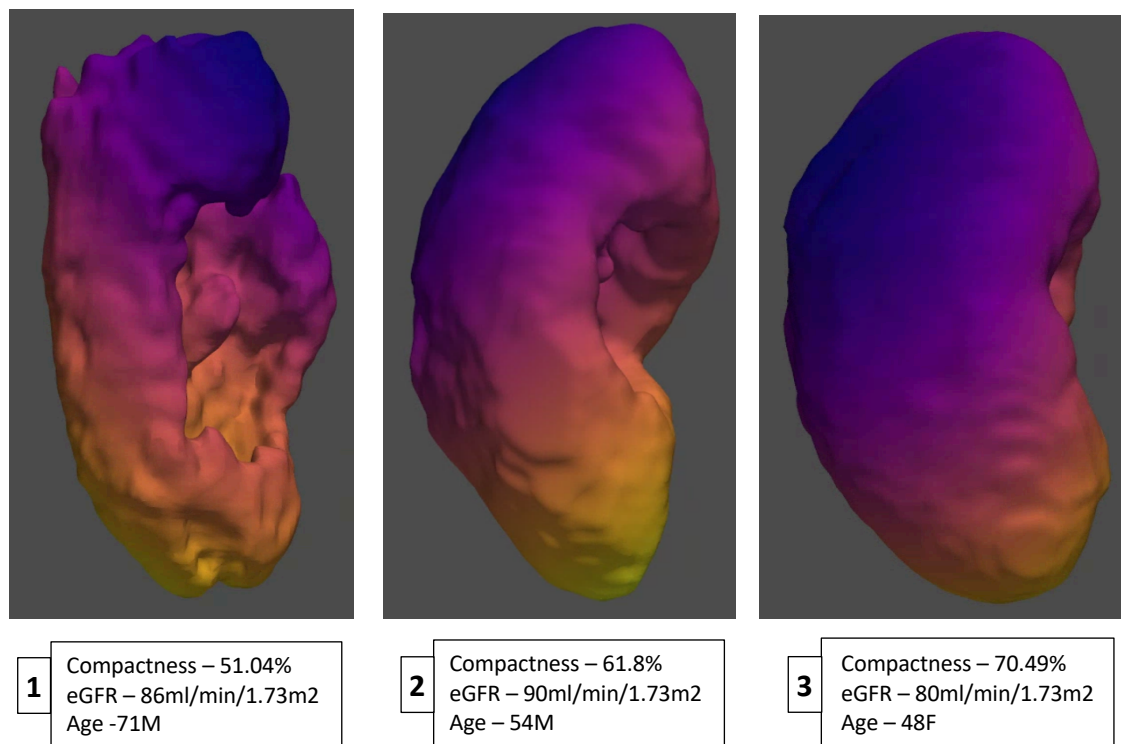 1
Compactness – 51.04%
eGFR – 86ml/min/1.73m2
Age -71M
2
Compactness – 61.8%
eGFR – 90ml/min/1.73m2
Age – 54M
3
Compactness – 70.49%
eGFR – 80ml/min/1.73m2
Age – 48F